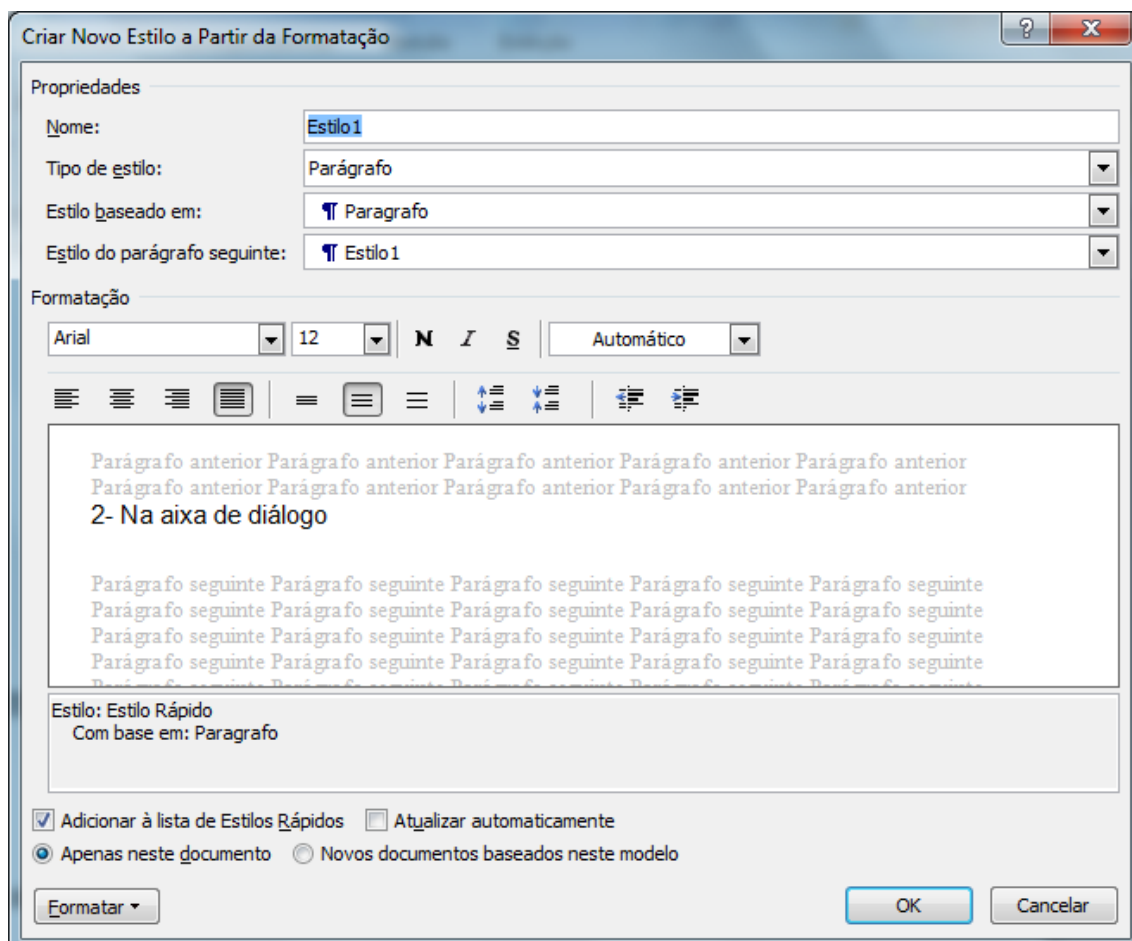 Criar Novo Estilo a Partir da Formatação
Propriedades
Nome: Estilo1
Tipo de estilo: Parágrafo
Estilo baseado em: ¶ Paragrafo
Estilo do parágrafo seguinte: ¶ Estilo1
Formatação
Arial 12 N I S Automático
Parágrafo anterior Parágrafo anterior Parágrafo anterior Parágrafo anterior Parágrafo anterior
Parágrafo anterior Parágrafo anterior Parágrafo anterior Parágrafo anterior Parágrafo anterior
2- Na aixa de diálogo
Parágrafo seguinte Parágrafo seguinte Parágrafo seguinte Parágrafo seguinte Parágrafo seguinte
Parágrafo seguinte Parágrafo seguinte Parágrafo seguinte Parágrafo seguinte Parágrafo seguinte
Parágrafo seguinte Parágrafo seguinte Parágrafo seguinte Parágrafo seguinte Parágrafo seguinte
Parágrafo seguinte Parágrafo seguinte Parágrafo seguinte Parágrafo seguinte Parágrafo seguinte
Estilo: Estilo Rápido
Com base em: Paragrafo
Adicionar à lista de Estilos Rápidos Atualizar automaticamente
Apenas neste documento Novos documentos baseados neste modelo
Formatar OK Cancelar